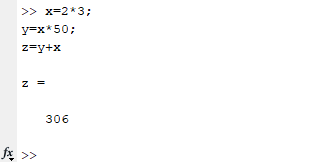 >> x=2*3;
y=x*50;
z=y+x
z =
306
fx >>